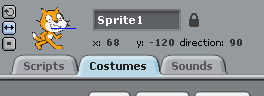 Sprite1
x: 68 y: -120 direction: 90
Scripts Costumes Sounds